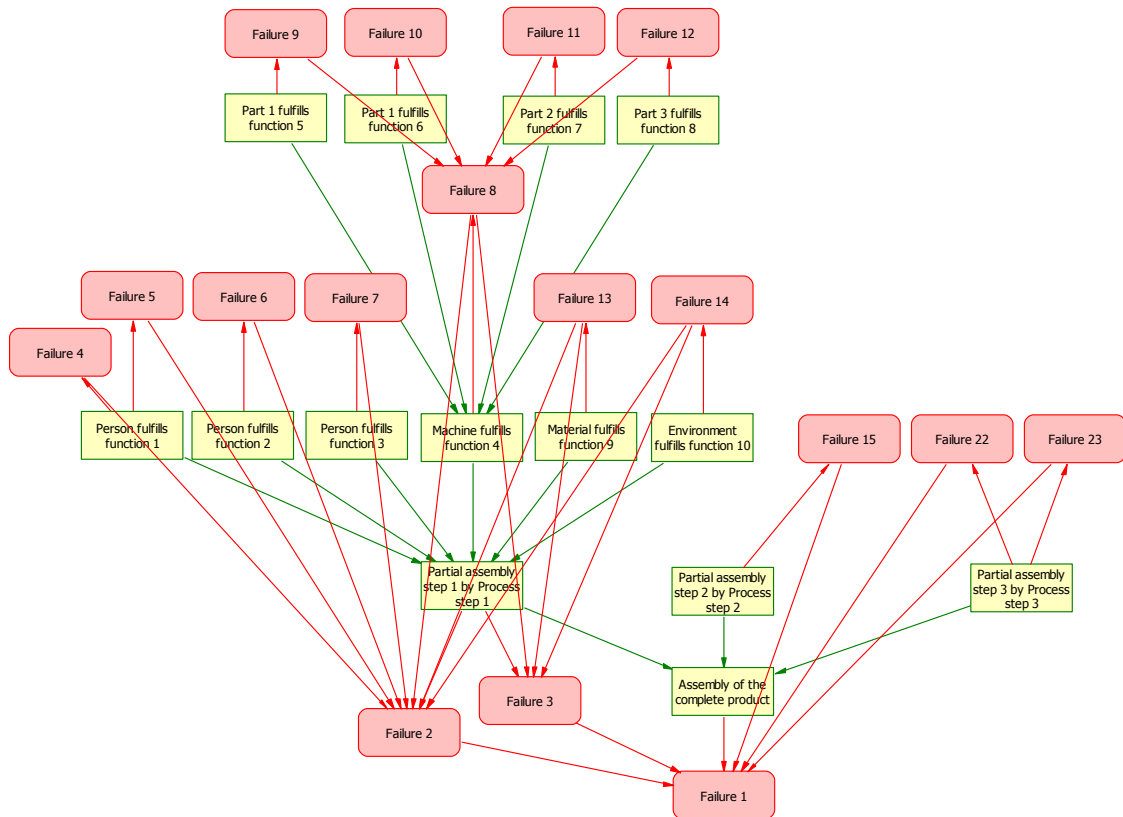 Failure 9
Failure 10
Failure 11
Failure 12
Part 1 fulfills
function 5
Part 1 fulfills
function 6
Part 2 fulfills
function 7
Part 3 fulfills
function 8
Failure 8
Failure 5
Failure 6
Failure 7
Failure 13
Failure 14
Failure 4
Person fulfills
function 1
Person fulfills
function 2
Person fulfills
function 3
Machine fulfills
function 4
Material fulfills
function 9
Environment
fulfills function 10
Failure 15
Failure 22
Failure 23
Partial assembly
step 1 by Process
step 1
Partial assembly
step 2 by Process
step 2
Partial assembly
step 3 by Process
step 3
Assembly of the
complete product
Failure 3
Failure 2
Failure 1